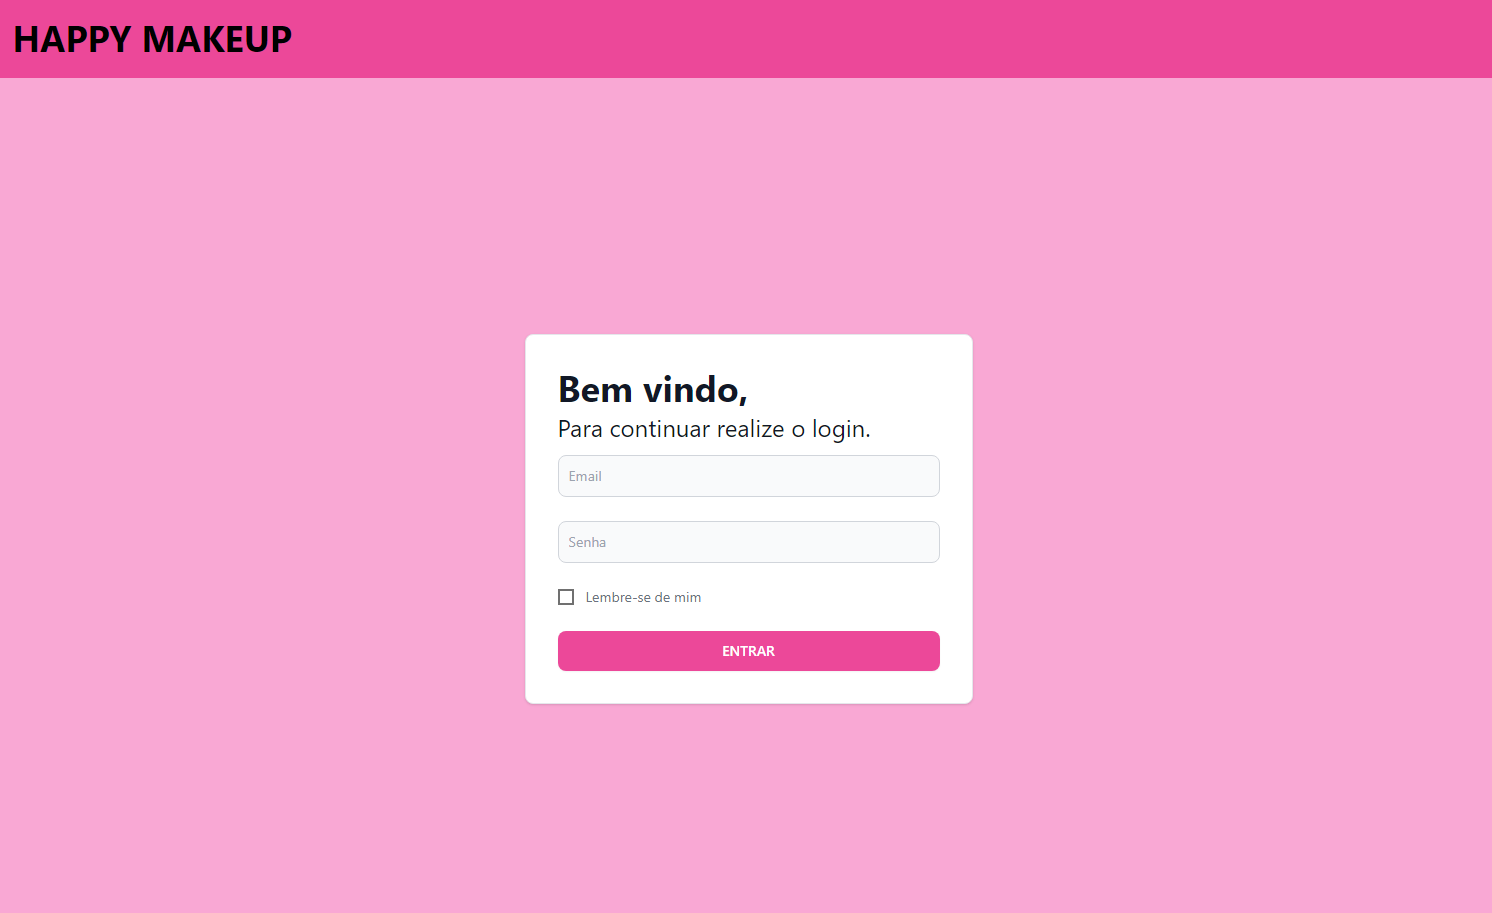 HAPPY MAKEUP
Bem vindo,
Para continuar realize o login.
Email
Senha
Lembre-se de mim
ENTRAR